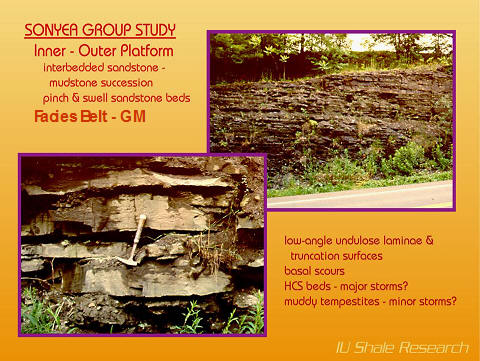 SONYEA GROUP STUDY
Inner - Outer Platform
interbedded sandstone -
mudstone succession
pinch & swell sandstone beds
Facies Belt - GM
low-angle undulose laminae &
truncation surfaces
basal scours
HCS beds - major storms?
muddy tempestites - minor storms?
IU Shale Research